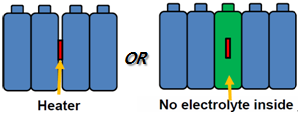 OR
Heater
No electrolyte inside